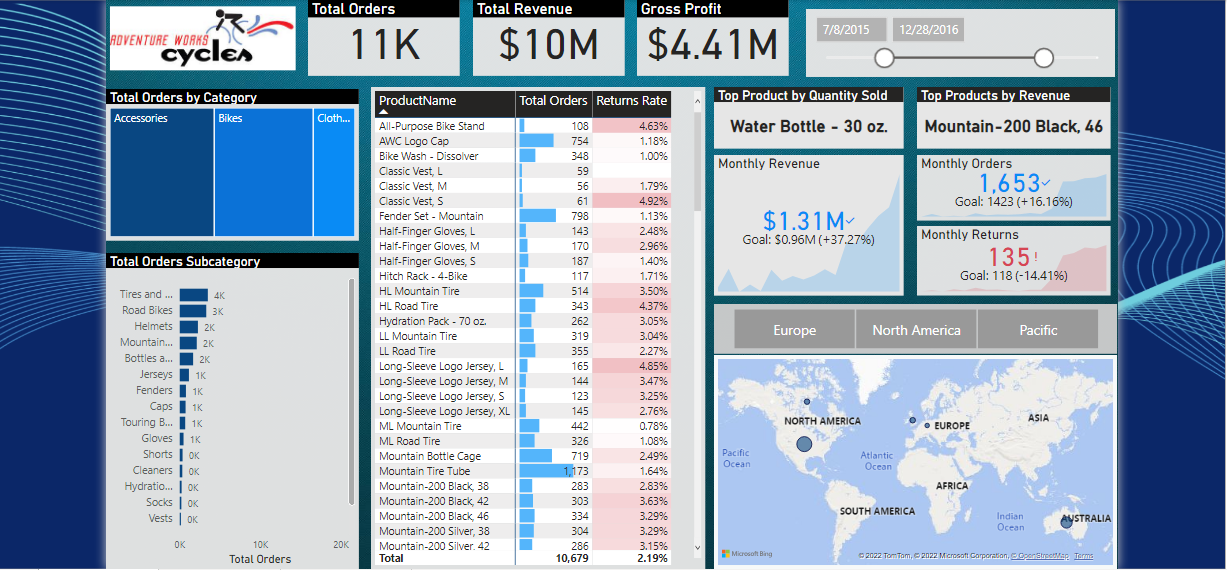 ADVENTURE WORKS
cycles
Total Orders
11K
Total Revenue
$10M
Gross Profit
$4.41M
7/8/2015 12/28/2016
Total Orders by Category
Accessories Bikes Cloth...
Total Orders Subcategory
Tires and ... 4K
Road Bikes 3K
Helmets 2K
Mountain... 2K
Bottles a... 2K
Jerseys 1K
Fenders 1K
Caps 1K
Touring B... 1K
Gloves 1K
Shorts 0K
Cleaners 0K
Hydratio... 0K
Socks 0K
Vests 0K
0K 10K 20K
Total Orders
ProductName Total Orders Returns Rate
All-Purpose Bike Stand 108 4.63%
AWC Logo Cap 754 1.18%
Bike Wash - Dissolver 348 1.00%
Classic Vest, L 59
Classic Vest, M 56 1.79%
Classic Vest, S 61 4.92%
Fender Set - Mountain 798 1.13%
Half-Finger Gloves, L 143 2.48%
Half-Finger Gloves, M 170 2.96%
Half-Finger Gloves, S 187 1.40%
Hitch Rack - 4-Bike 117 1.71%
HL Mountain Tire 514 3.50%
HL Road Tire 343 4.37%
Hydration Pack - 70 oz. 262 3.05%
LL Mountain Tire 319 3.04%
LL Road Tire 355 2.27%
Long-Sleeve Logo Jersey, L 165 4.85%
Long-Sleeve Logo Jersey, M 144 3.47%
Long-Sleeve Logo Jersey, S 123 3.25%
Long-Sleeve Logo Jersey, XL 145 2.76%
ML Mountain Tire 442 0.78%
ML Road Tire 326 1.08%
Mountain Bottle Cage 719 2.49%
Mountain Tire Tube 1,173 1.64%
Mountain-200 Black, 38 283 2.83%
Mountain-200 Black, 42 303 3.63%
Mountain-200 Black, 46 334 3.29%
Mountain-200 Silver, 38 304 3.29%
Mountain-200 Silver, 42 286 3.15%
Total 10,679 2.19%
Top Product by Quantity Sold
Water Bottle - 30 oz.
Top Products by Revenue
Mountain-200 Black, 46
Monthly Revenue
$1.31M
Goal: $0.96M (+37.27%)
Monthly Orders
1,653
Goal: 1423 (+16.16%)
Monthly Returns
135!
Goal: 118 (-14.41%)
Europe North America Pacific
NORTH AMERICA
EUROPE
ASIA
Pacific
Ocean
Atlantic
Ocean
AFRICA
SOUTH AMERICA
Indian
Ocean
AUSTRALIA
Microsoft Bing
© 2022 TomTom, © 2022 Microsoft Corporation, © OpenStreetMap Terms